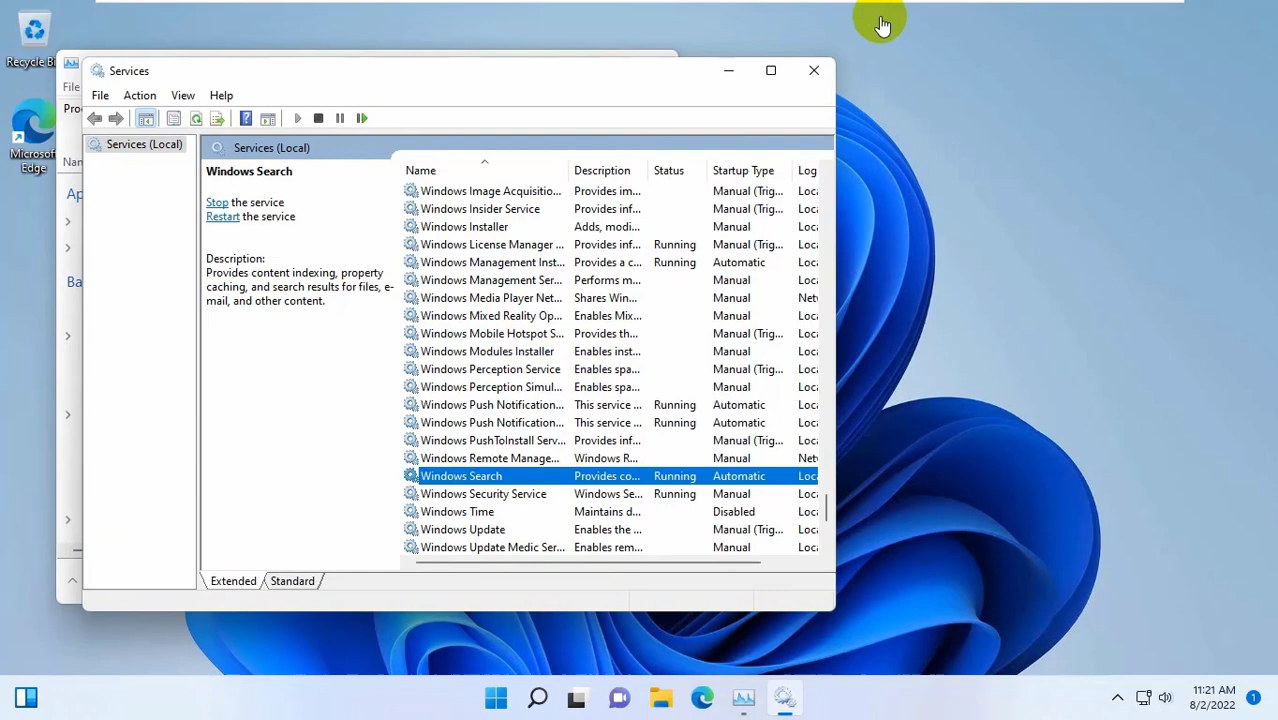 Recycle Bi
Microsoft
Edge
File
Pro
Nan
Ap
Ba
Services
File Action View Help
Services (Local)
Services (Local)
Windows Search
Stop the service
Restart the service
Description:
Provides content indexing, property
caching, and search results for files, e-
mail, and other content.
Name Description Status Startup Type Log
Windows Image Acquisitio... Provides im... Manual (Trig... Loca
Windows Insider Service Provides inf... Manual (Trig... Loca
Windows Installer Adds, modi... Manual Loca
Windows License Manager ... Provides inf... Running Manual (Trig... Loca
Windows Management Inst... Provides a c... Running Automatic Loca
Windows Management Ser... Performs m... Manual Loca
Windows Media Player Net... Shares Win... Manual Net
Windows Mixed Reality Op... Enables Mix... Manual Loca
Windows Mobile Hotspot S... Provides th... Manual (Trig... Loca
Windows Modules Installer Enables inst... Manual Loca
Windows Perception Service Enables spa... Manual (Trig... Loca
Windows Perception Simul... Enables spa... Manual Loca
Windows Push Notification... This service ... Running Automatic Loca
Windows Push Notification... This service ... Running Automatic Loca
Windows PushToInstall Serv... Provides inf... Manual (Trig... Loca
Windows Remote Manage... Windows R... Manual Net
Windows Search Provides co... Running Automatic Loca
Windows Security Service Windows Se... Running Manual Loca
Windows Time Maintains d... Disabled Loca
Windows Update Enables the ... Manual (Trig... Loca
Windows Update Medic Ser... Enables rem... Manual Loca
Extended Standard
11:21 AM
8/2/2022
1